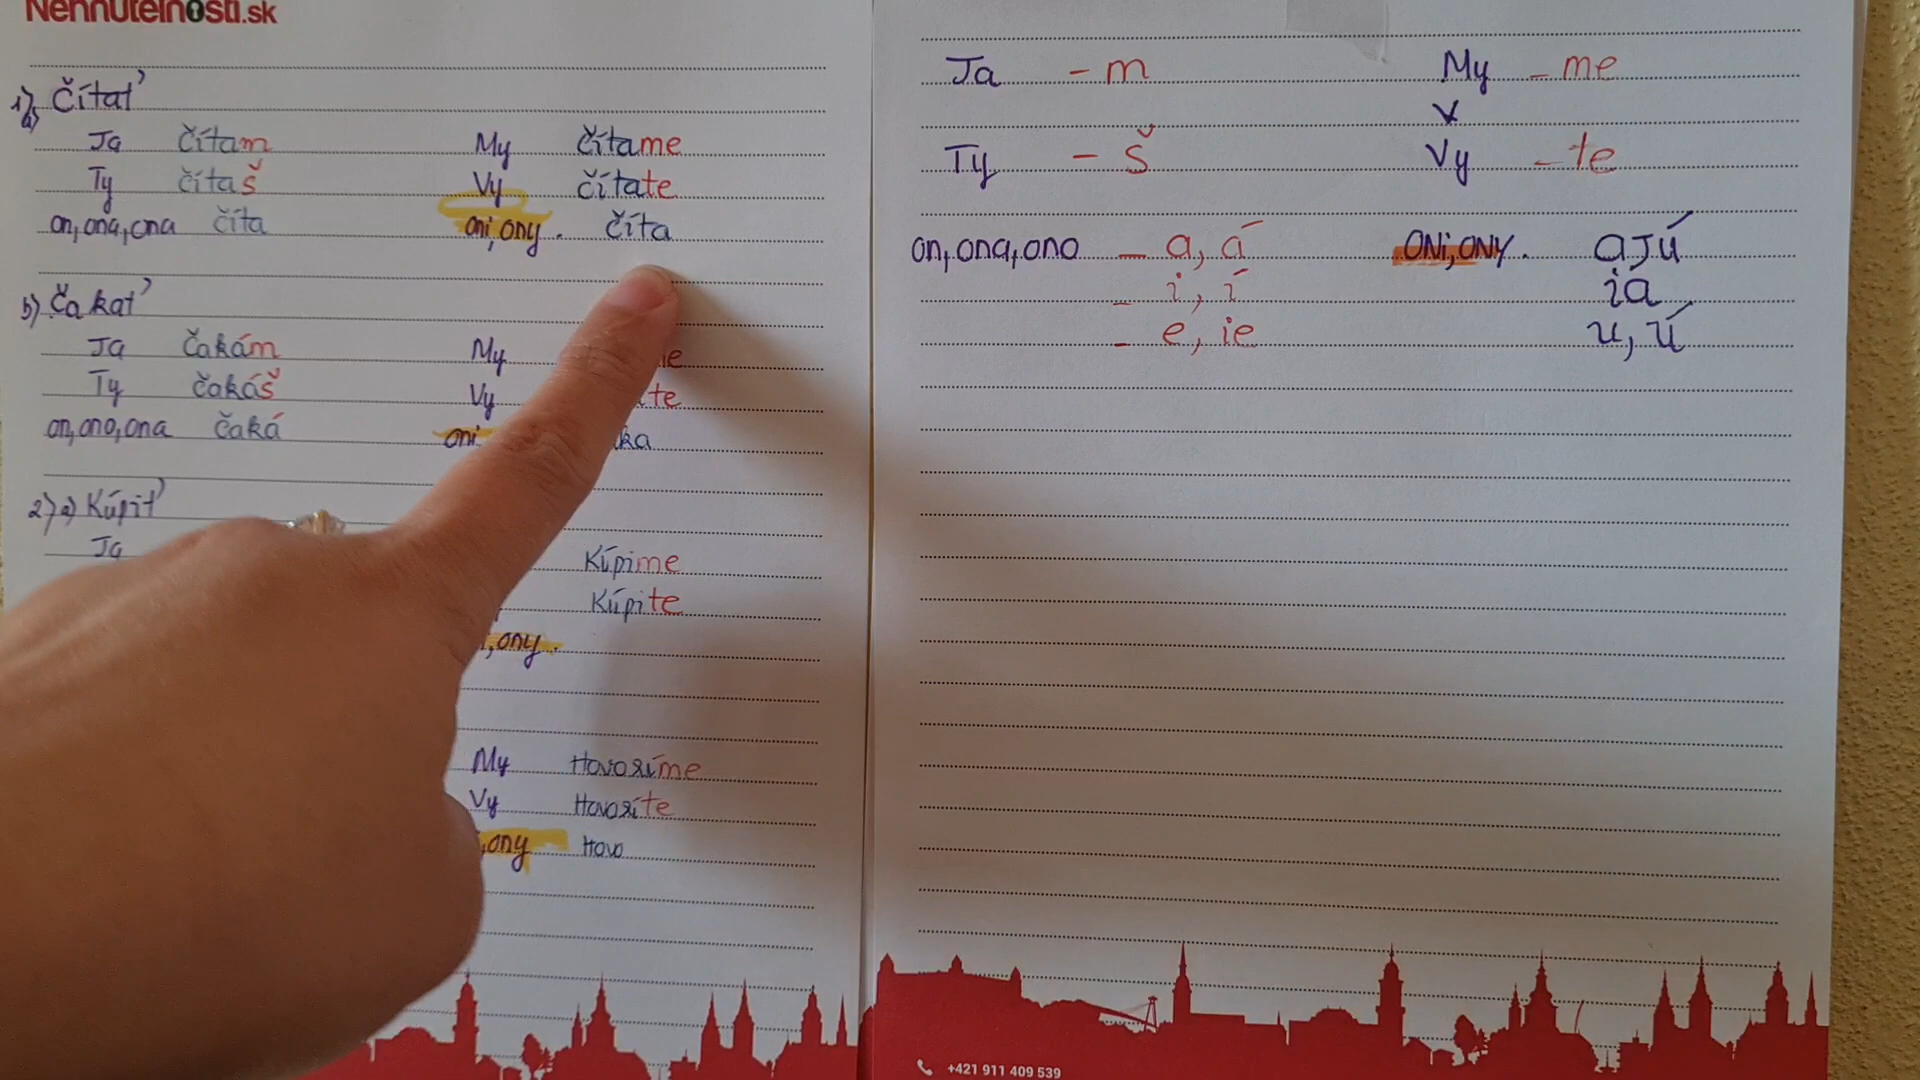 Nehnuteľnosti.sk
1) a) Čítať
Ja čítam My čítame
Ty čítaš Vy čítate
on, ona, ona číta oni, ony. číta
b) Čakať
Ja čakám My
Ty čakáš Vy te
on, ono, ona čaká oni ka
2) a) Kúpiť
Ja Kúpime
Kúpite
ony.
My Hovoríme
Vy Hovoríte
ony Hovo
Ja - m My - me
Ty - š Vy - te
on, ona, ono - a, á ONI, ONY. ajú
- i, í ia
- e, ie u, ú
+421 911 409 539